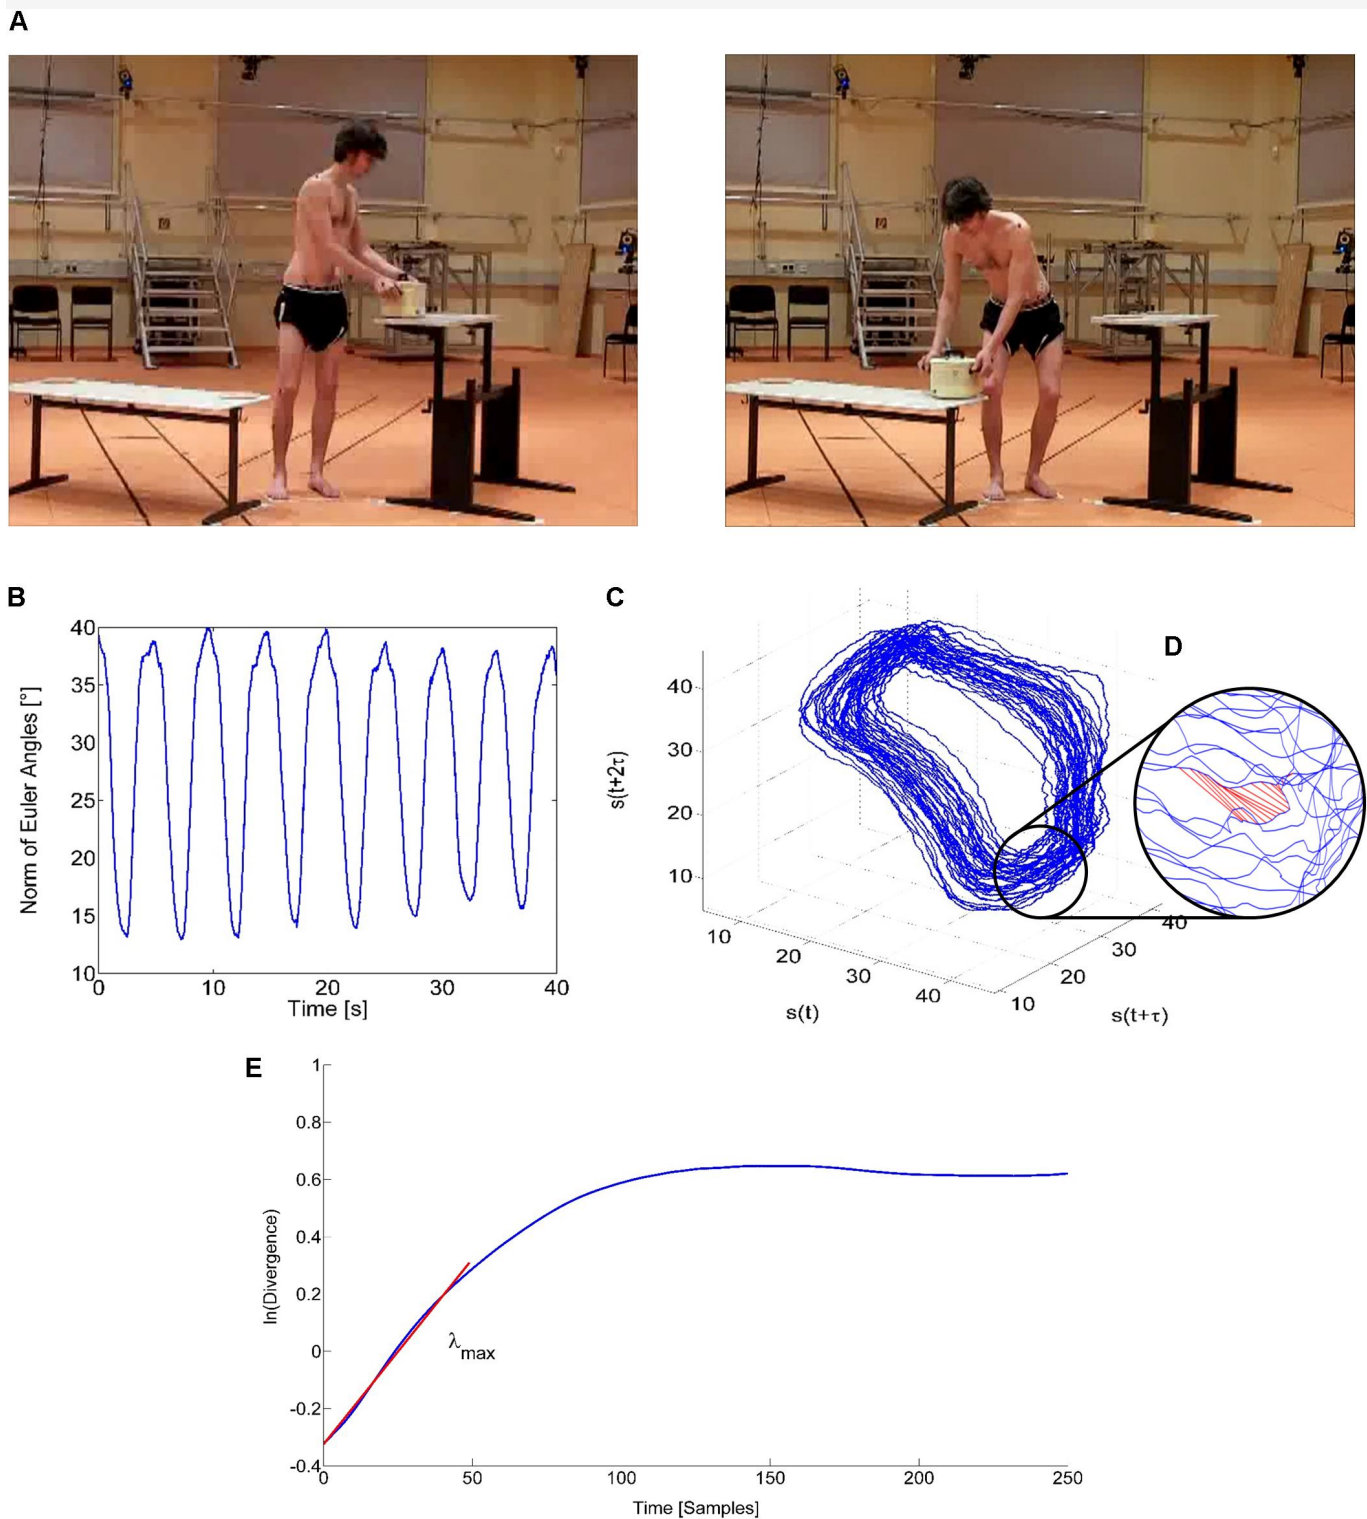 A
B
40
35
30
25
20
15
10
0
10
20
30
40
Norm of Euler Angles [°]
Time [s]
C
40
30
20
10
s(t+2τ)
10
20
30
40
s(t)
10
20
30
40
s(t+τ)
D
E
1
0.8
0.6
0.4
0.2
0
-0.2
-0.4
0
50
100
150
200
250
ln(Divergence)
λmax
Time [Samples]